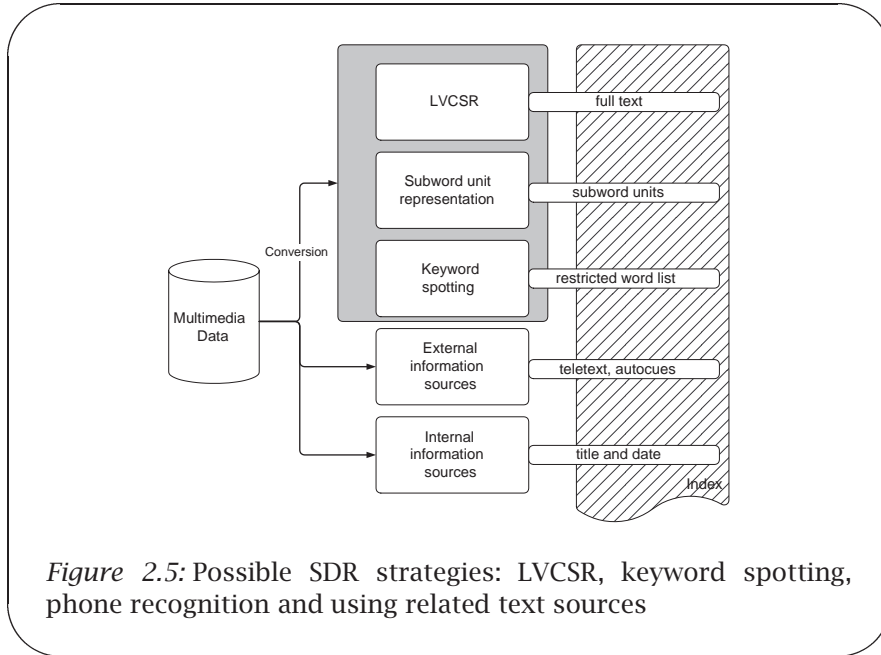 LVCSR
full text
Subword unit
representation
subword units
Conversion
Keyword
spotting
restricted word list
Multimedia
Data
External
information
sources
teletext, autocues
Internal
information
sources
title and date
Index
Figure 2.5: Possible SDR strategies: LVCSR, keyword spotting,
phone recognition and using related text sources